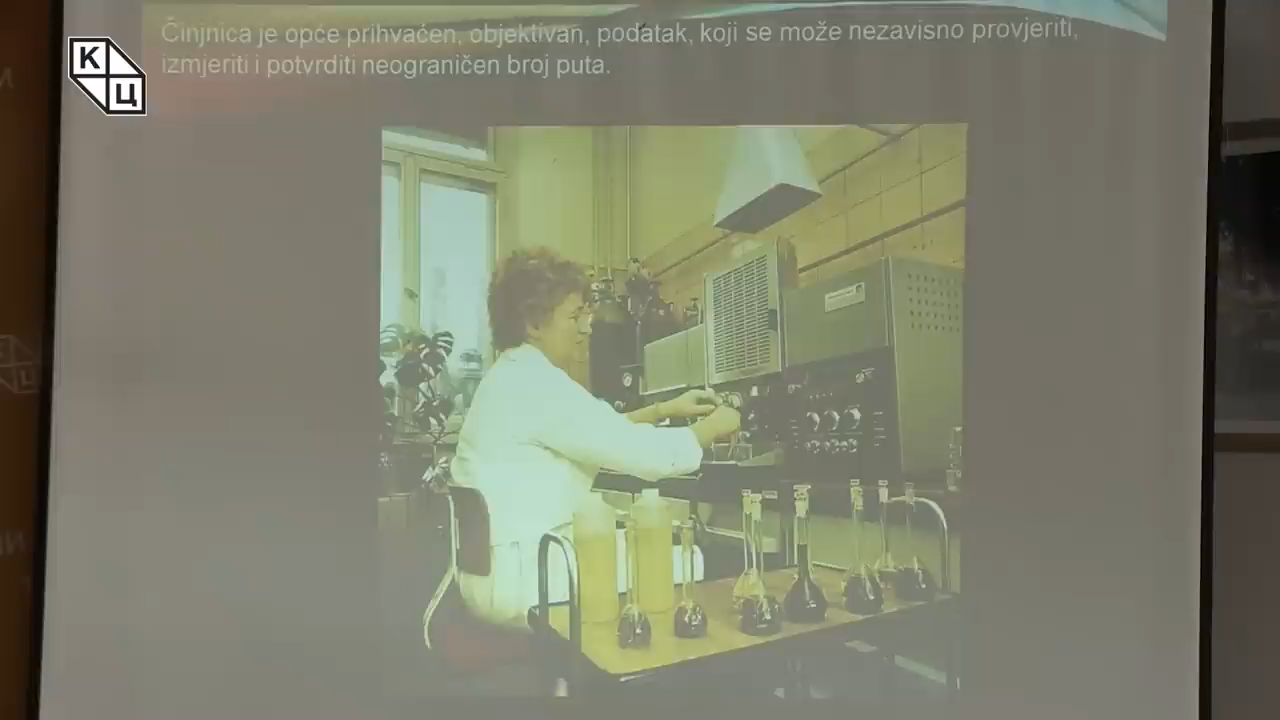 Činjnica je opće prihvaćen, objektivan, podatak, koji se može nezavisno provjeriti,
izmjeriti i potvrditi neograničen broj puta.
К
Ц